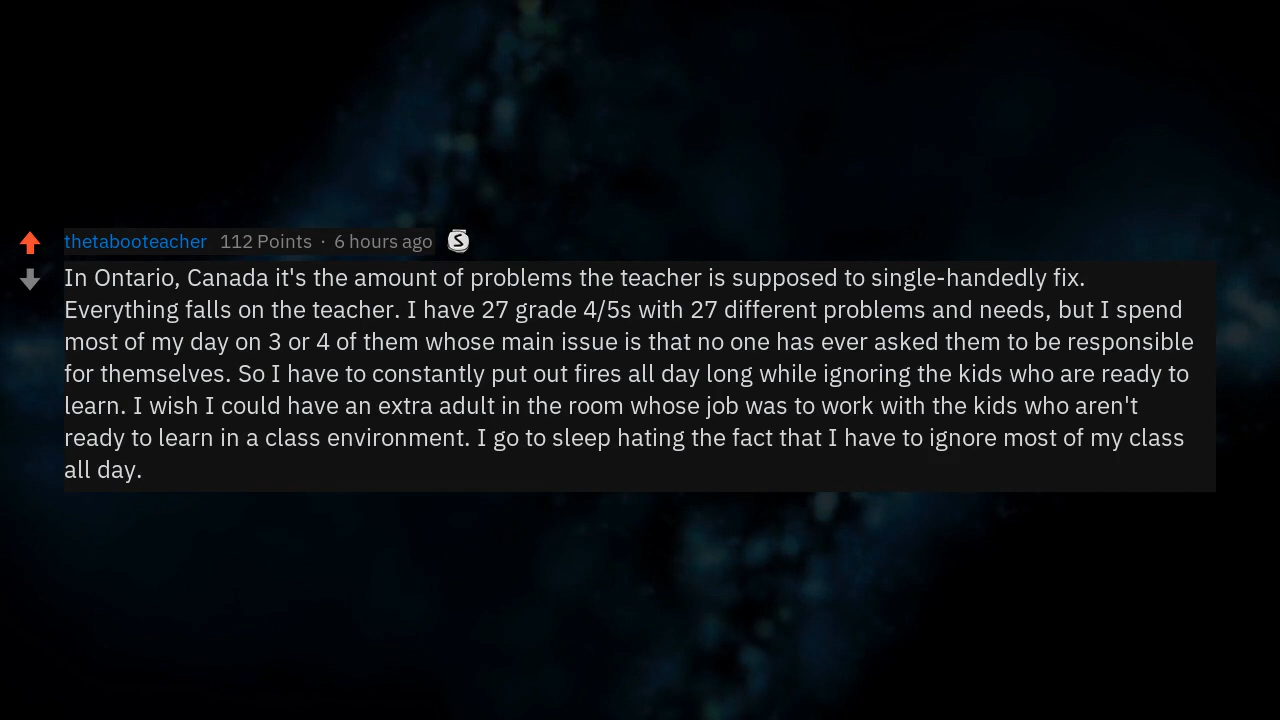 thetabooteacher 112 Points · 6 hours ago S
In Ontario, Canada it's the amount of problems the teacher is supposed to single-handedly fix.
Everything falls on the teacher. I have 27 grade 4/5s with 27 different problems and needs, but I spend
most of my day on 3 or 4 of them whose main issue is that no one has ever asked them to be responsible
for themselves. So I have to constantly put out fires all day long while ignoring the kids who are ready to
learn. I wish I could have an extra adult in the room whose job was to work with the kids who aren't
ready to learn in a class environment. I go to sleep hating the fact that I have to ignore most of my class
all day.